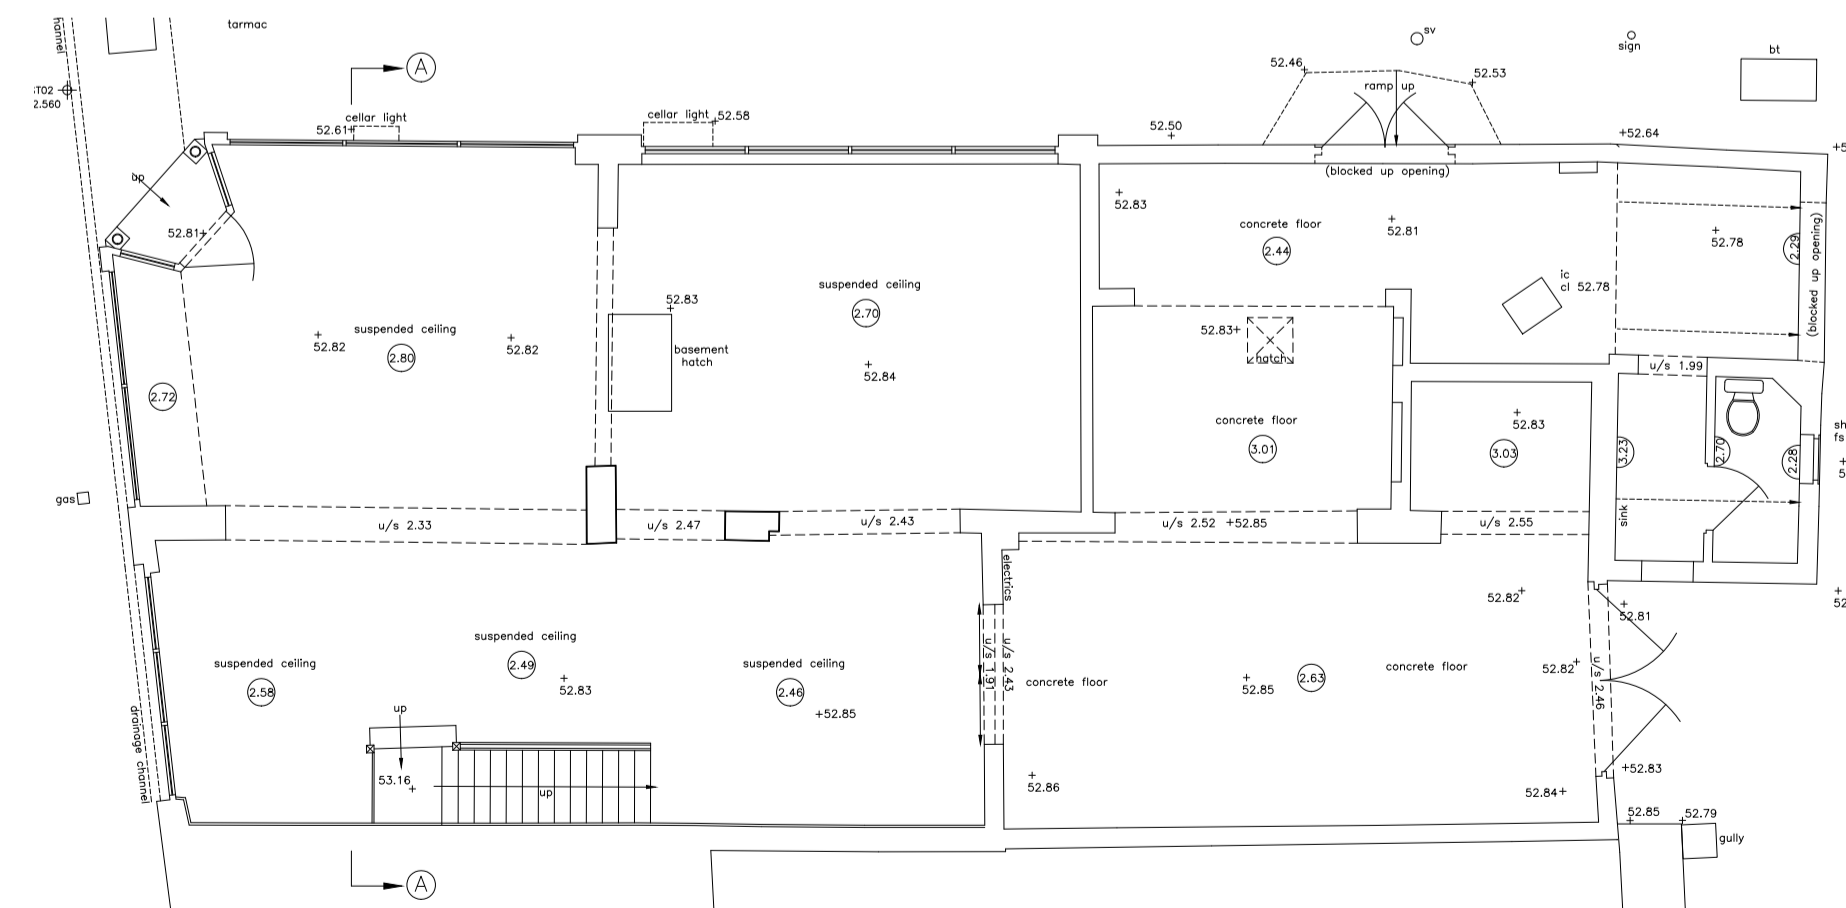 hannel
tarmac
sv
sign
bt
52.46
52.53
ramp up
A
cellar light
52.61
cellar light
52.58
52.50
52.64
2.560
up
52.81
(blocked up opening)
52.83
concrete floor
2.44
52.81
52.78
2.29
(blocked up opening)
ic
cl 52.78
suspended ceiling
2.70
52.83
suspended ceiling
2.80
52.82
52.82
basement
hatch
52.84
52.83
hatch
u/s 1.99
2.72
concrete floor
3.01
52.83
3.03
3.23
2.70
2.28
sh
fs
gas
u/s 2.33
u/s 2.47
u/s 2.43
u/s 2.52 +52.85
u/s 2.55
sink
electrics
52.82
52.81
suspended ceiling
2.58
suspended ceiling
2.49
52.83
suspended ceiling
2.46
52.85
u/s 1.91
u/s 2.43
concrete floor
52.85
2.63
concrete floor
52.82
u/s 2.46
drainage channel
up
53.16
up
52.86
52.84
52.83
52.85
52.79
gully
A